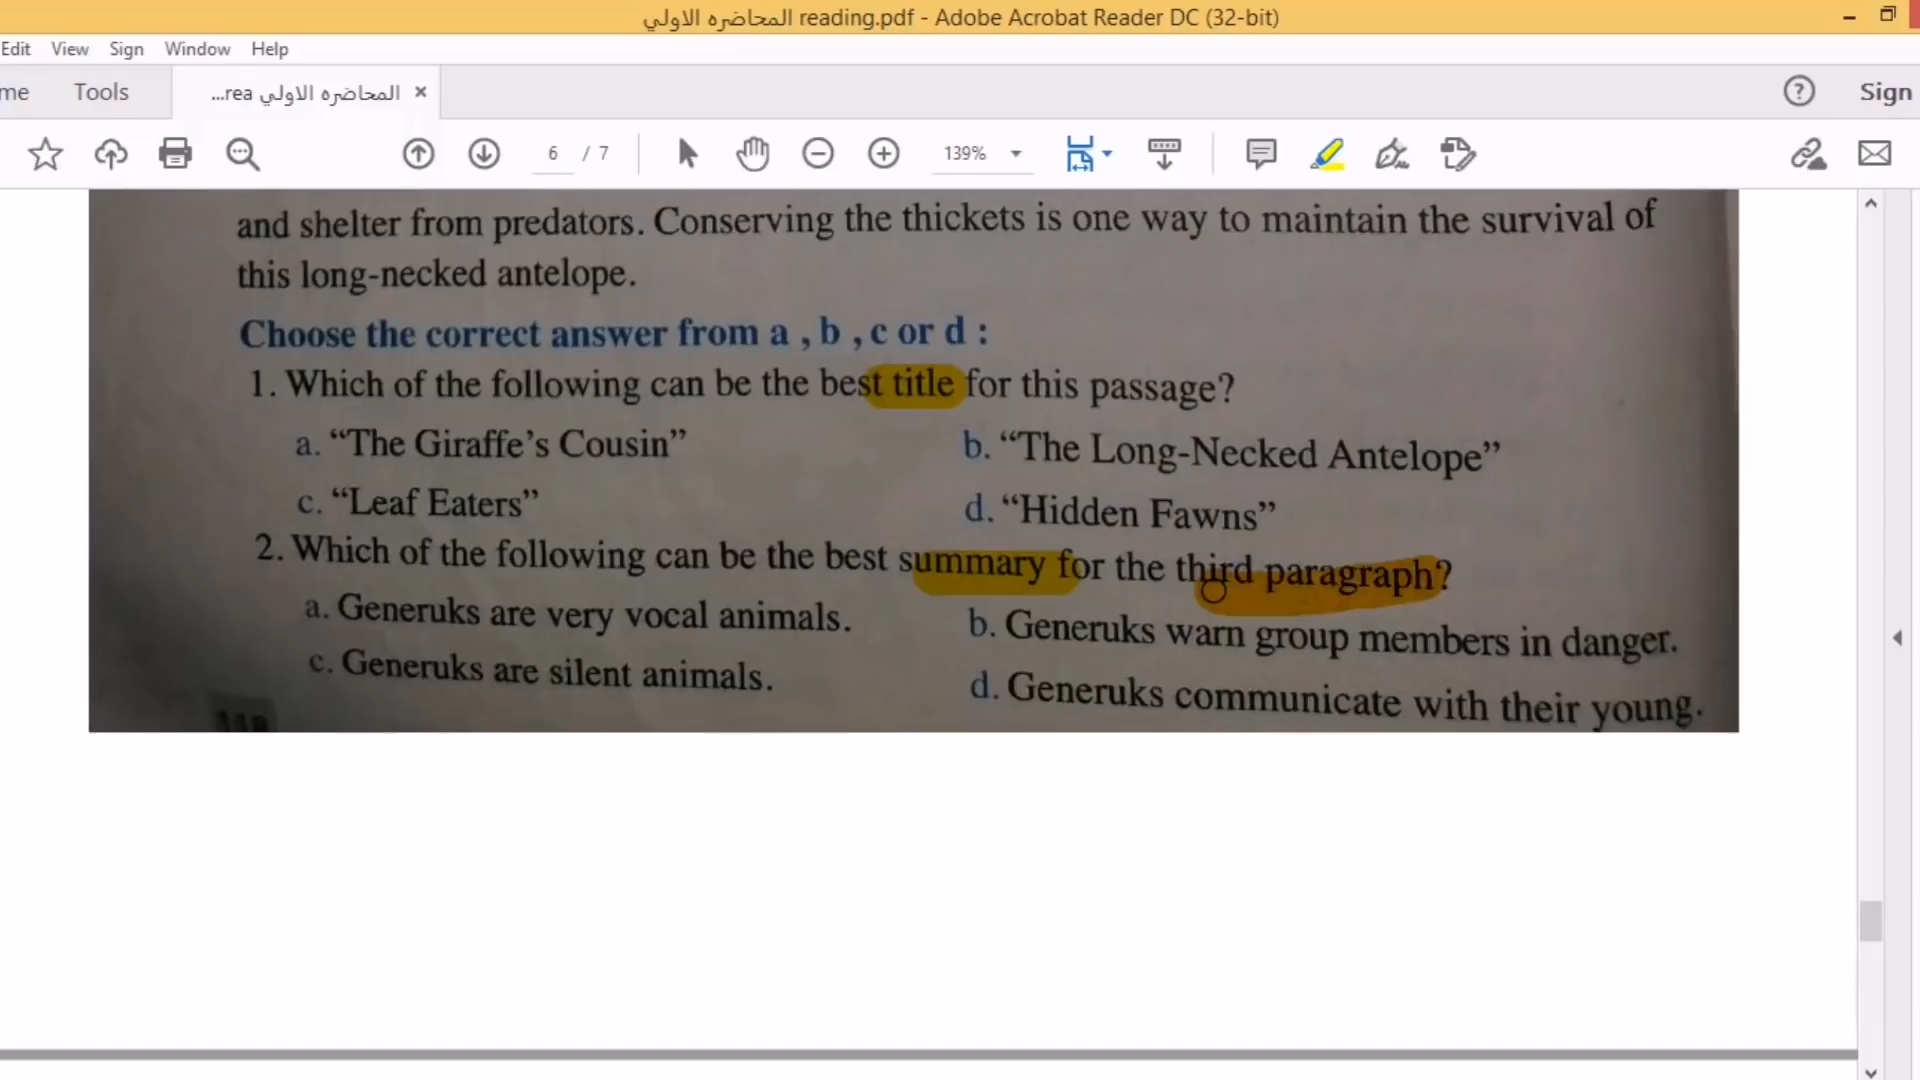 المحاضره الاولي reading.pdf - Adobe Acrobat Reader DC (32-bit)
Edit View Sign Window Help
me Tools المحاضره الاولي rea... × Sign
6 / 7 139%
and shelter from predators. Conserving the thickets is one way to maintain the survival of
this long-necked antelope.
Choose the correct answer from a , b , c or d :
1. Which of the following can be the best title for this passage?
a. “The Giraffe’s Cousin” b. “The Long-Necked Antelope”
c. “Leaf Eaters” d. “Hidden Fawns”
2. Which of the following can be the best summary for the third paragraph?
a. Generuks are very vocal animals. b. Generuks warn group members in danger.
c. Generuks are silent animals. d. Generuks communicate with their young.